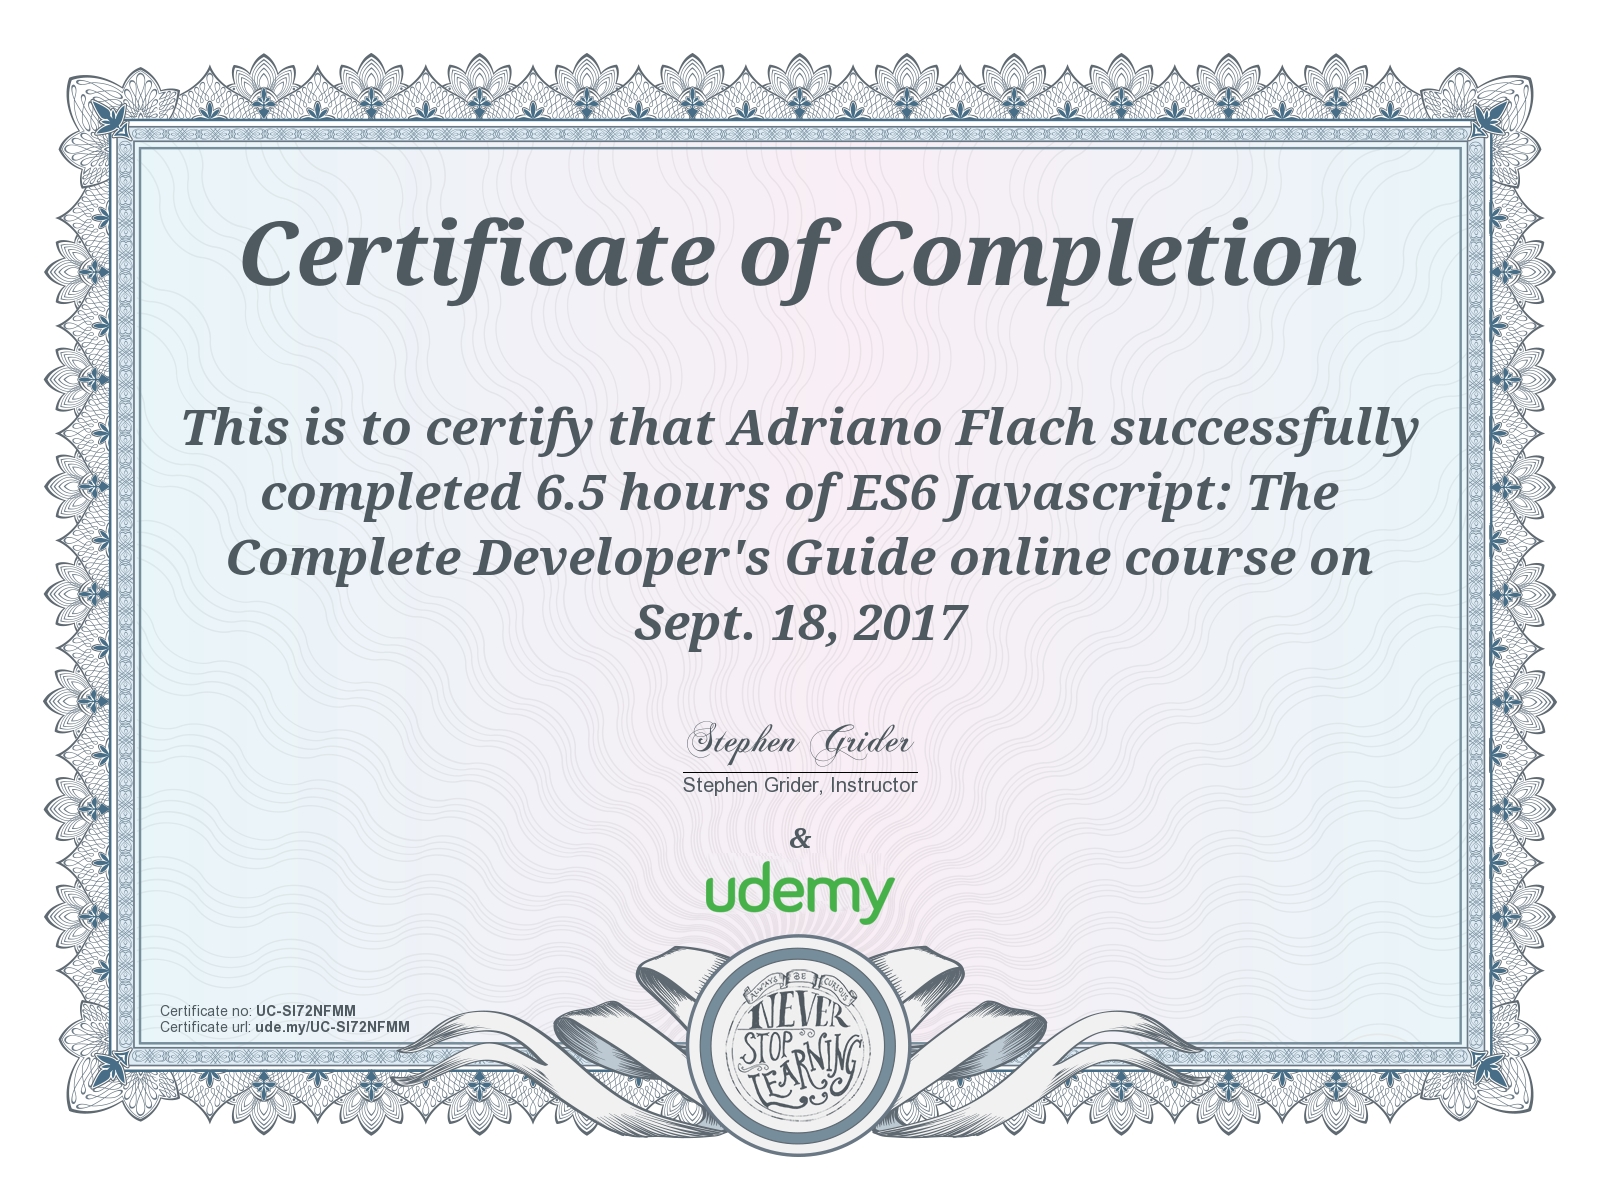 Certificate of Completion
This is to certify that Adriano Flach successfully
completed 6.5 hours of ES6 Javascript: The
Complete Developer's Guide online course on
Sept. 18, 2017
Stephen Grider
Stephen Grider, Instructor
&
udemy
Certificate no: UC-SI72NFMM
Certificate url: ude.my/UC-SI72NFMM
ALWAYS BE CURIOUS
NEVER
STOP
LEARNING